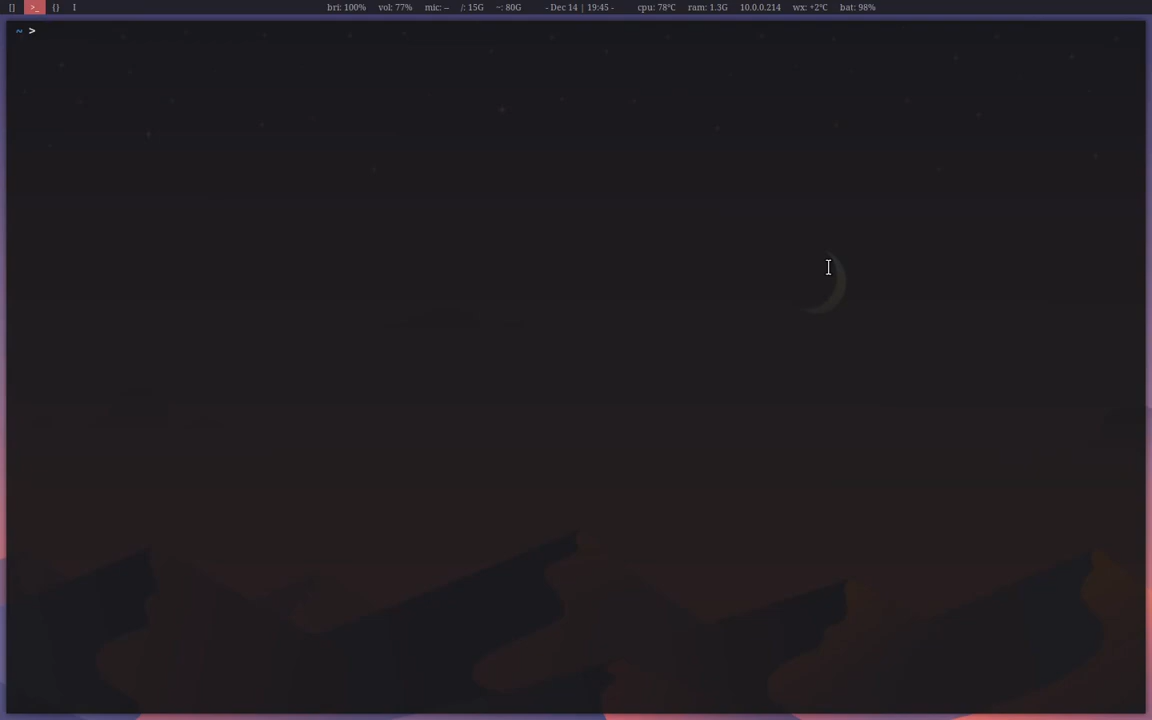 [] >_ {} I bri: 100% vol: 77% mic: -- /: 15G ~: 80G - Dec 14 | 19:45 - cpu: 78°C ram: 1.3G 10.0.0.214 wx: +2°C bat: 98%
~ >